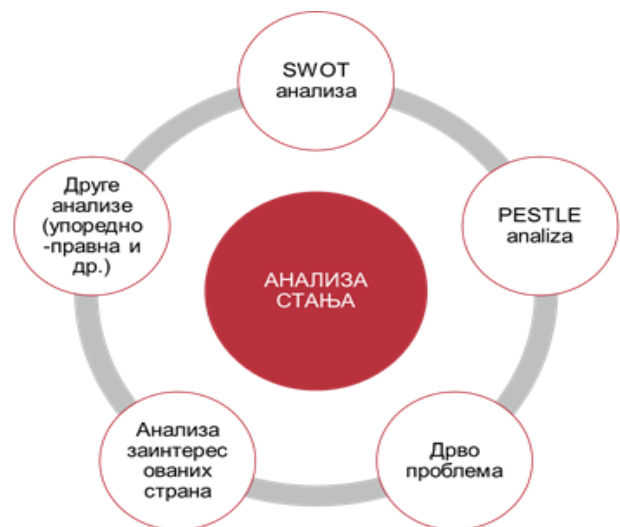 SWOT
анализа
PESTLE
analiza
Дрво
проблема
Анализа
заинтерес
ованих
страна
Друге
анализе
(упоредно
-правна и
др.)
АНАЛИЗА
СТАЊА